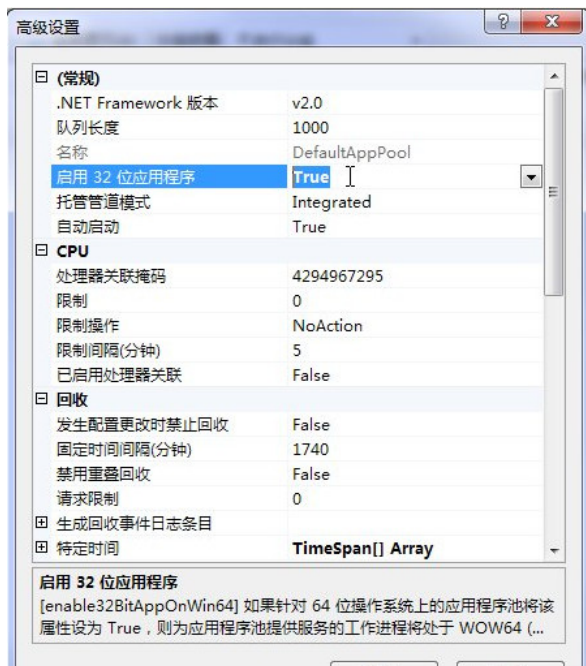 高级设置
(常规)
.NET Framework 版本 v2.0
队列长度 1000
名称 DefaultAppPool
启用 32 位应用程序 True
托管管道模式 Integrated
自动启动 True
CPU
处理器关联掩码 4294967295
限制 0
限制操作 NoAction
限制间隔(分钟) 5
已启用处理器关联 False
回收
发生配置更改时禁止回收 False
固定时间间隔(分钟) 1740
禁用重叠回收 False
请求限制 0
生成回收事件日志条目
特定时间 TimeSpan[] Array
启用 32 位应用程序
[enable32BitAppOnWin64] 如果针对 64 位操作系统上的应用程序池将该
属性设为 True，则为应用程序池提供服务的工作进程将处于 WOW64 (...